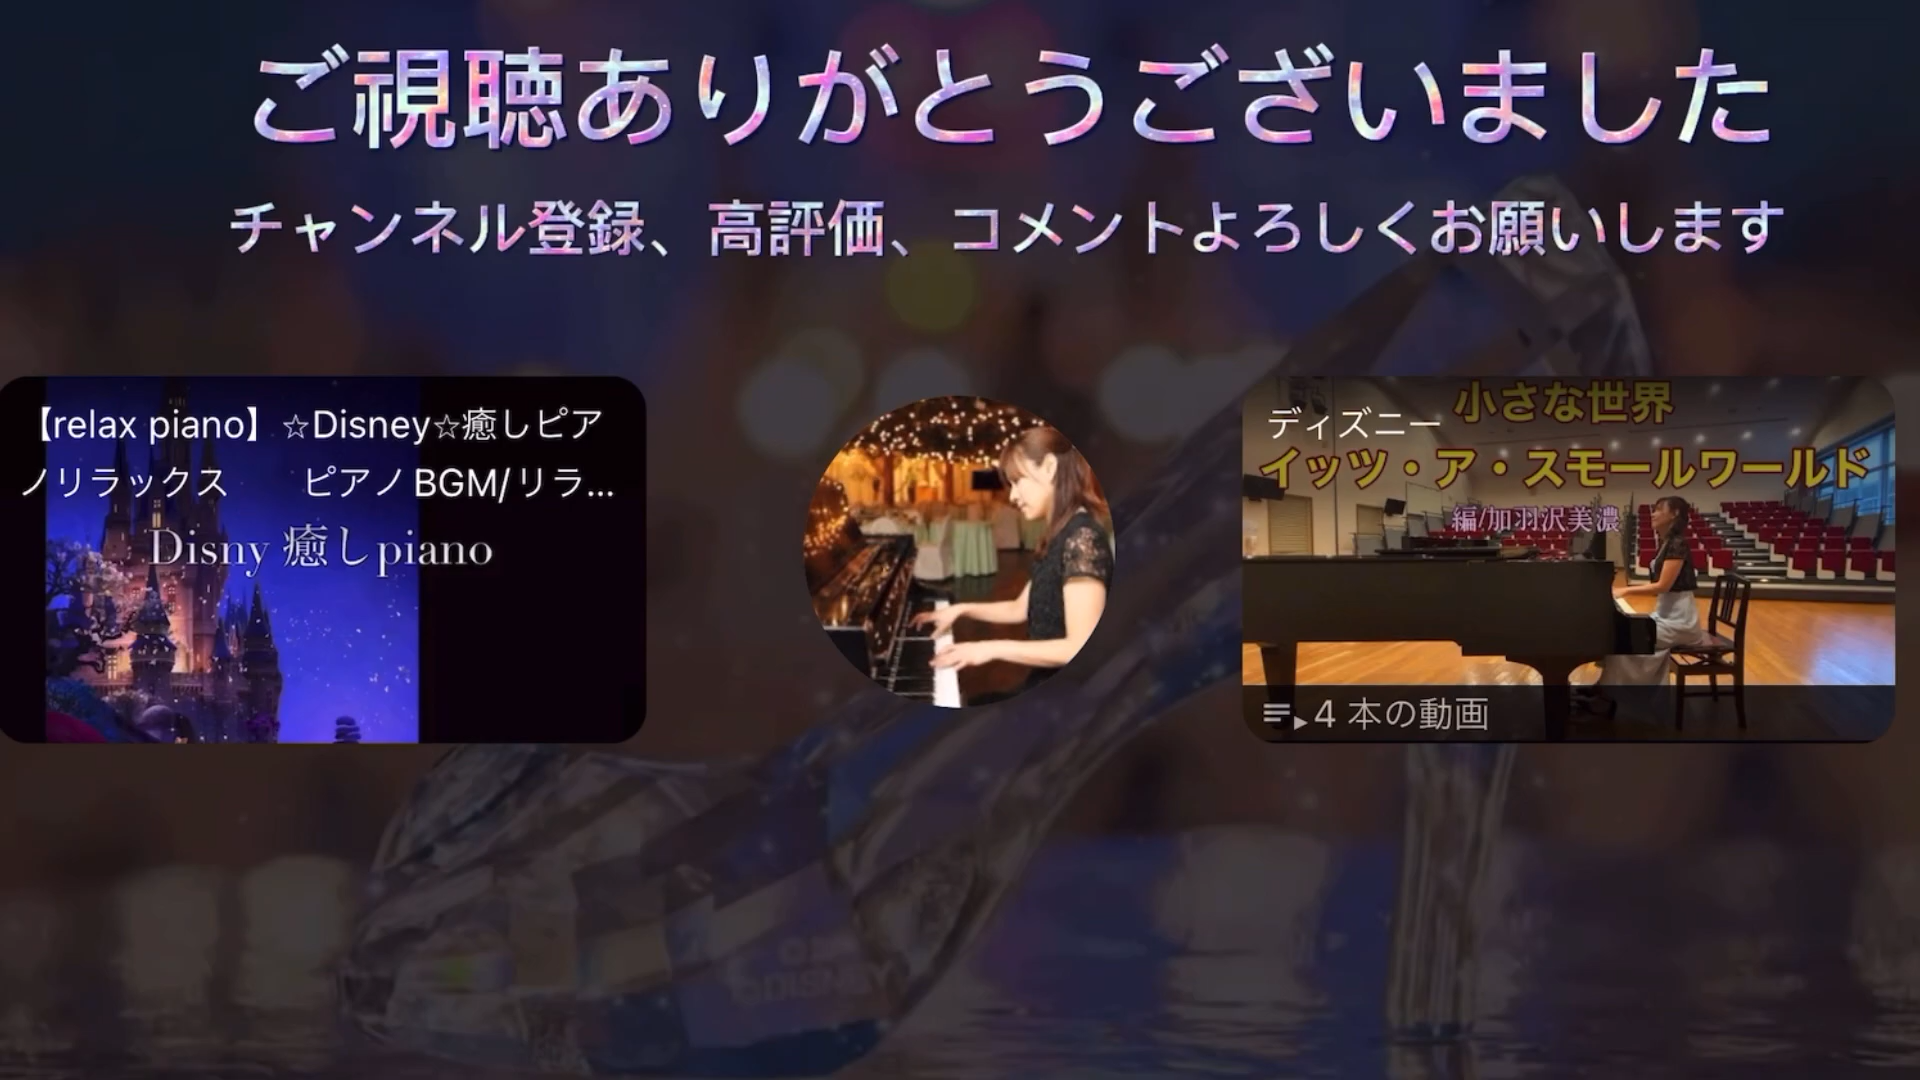 ご視聴ありがとうございました
チャンネル登録、高評価、コメントよろしくお願いします
【relax piano】☆Disney☆癒しピア
ノリラックス　　ピアノBGM/リラ...
Disny 癒しpiano
ディズニー
小さな世界
イッツ・ア・スモールワールド
編/加羽沢美濃
4 本の動画
DISNEY